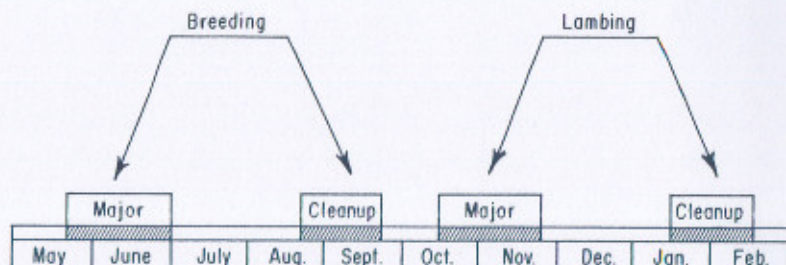 Breeding Lambing
Major Cleanup Major Cleanup
May June July Aug. Sept. Oct. Nov. Dec. Jan. Feb.